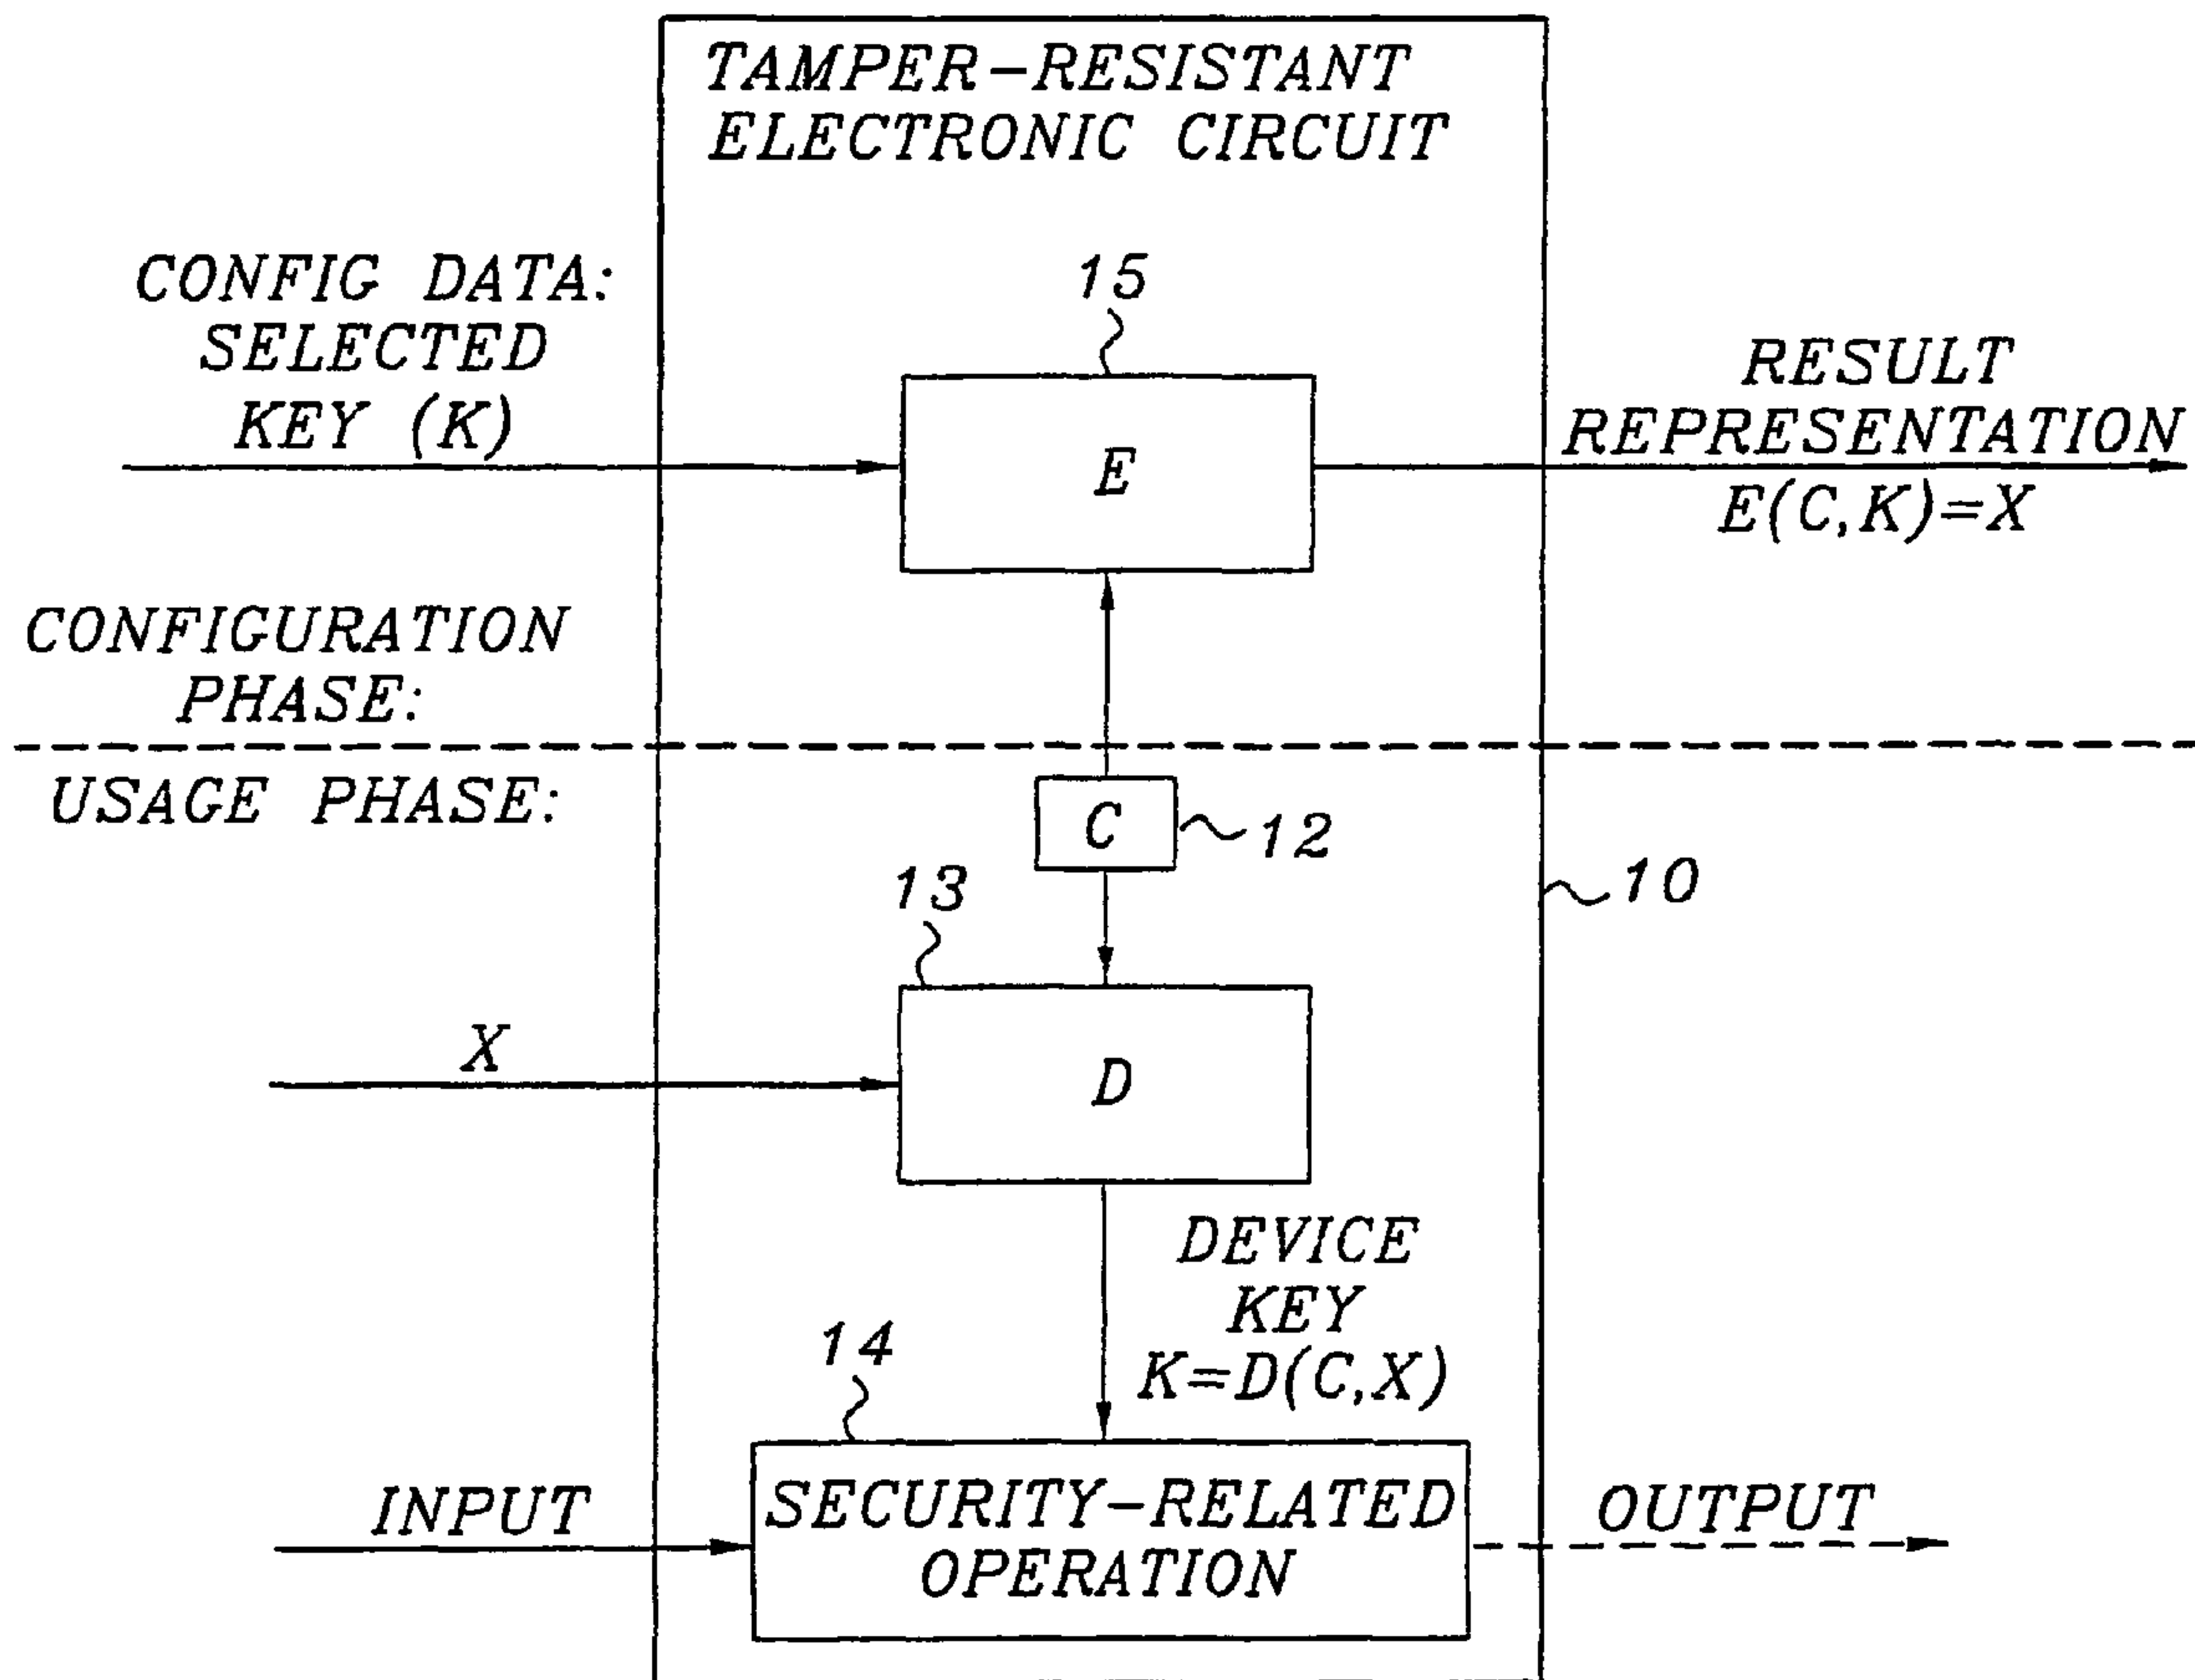 TAMPER-RESISTANT
ELECTRONIC CIRCUIT
CONFIG DATA:
SELECTED
KEY (K)
15
E
RESULT
REPRESENTATION
E(C,K)=X
CONFIGURATION
PHASE:
USAGE PHASE:
C
12
13
10
X
D
DEVICE
KEY
K=D(C,X)
14
INPUT
SECURITY-RELATED
OPERATION
OUTPUT